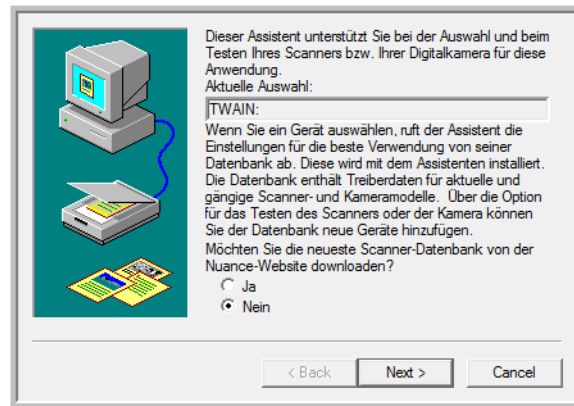 Dieser Assistent unterstützt Sie bei der Auswahl und beim
Testen Ihres Scanners bzw. Ihrer Digitalkamera für diese
Anwendung.
Aktuelle Auswahl:
TWAIN:
Wenn Sie ein Gerät auswählen, ruft der Assistent die
Einstellungen für die beste Verwendung von seiner
Datenbank ab. Diese wird mit dem Assistenten installiert.
Die Datenbank enthält Treiberdaten für aktuelle und
gängige Scanner- und Kameramodelle. Über die Option
für das Testen des Scanners oder der Kamera können
Sie der Datenbank neue Geräte hinzufügen.
Möchten Sie die neueste Scanner-Datenbank von der
Nuance-Website downloaden?
Ja
Nein
< Back Next > Cancel